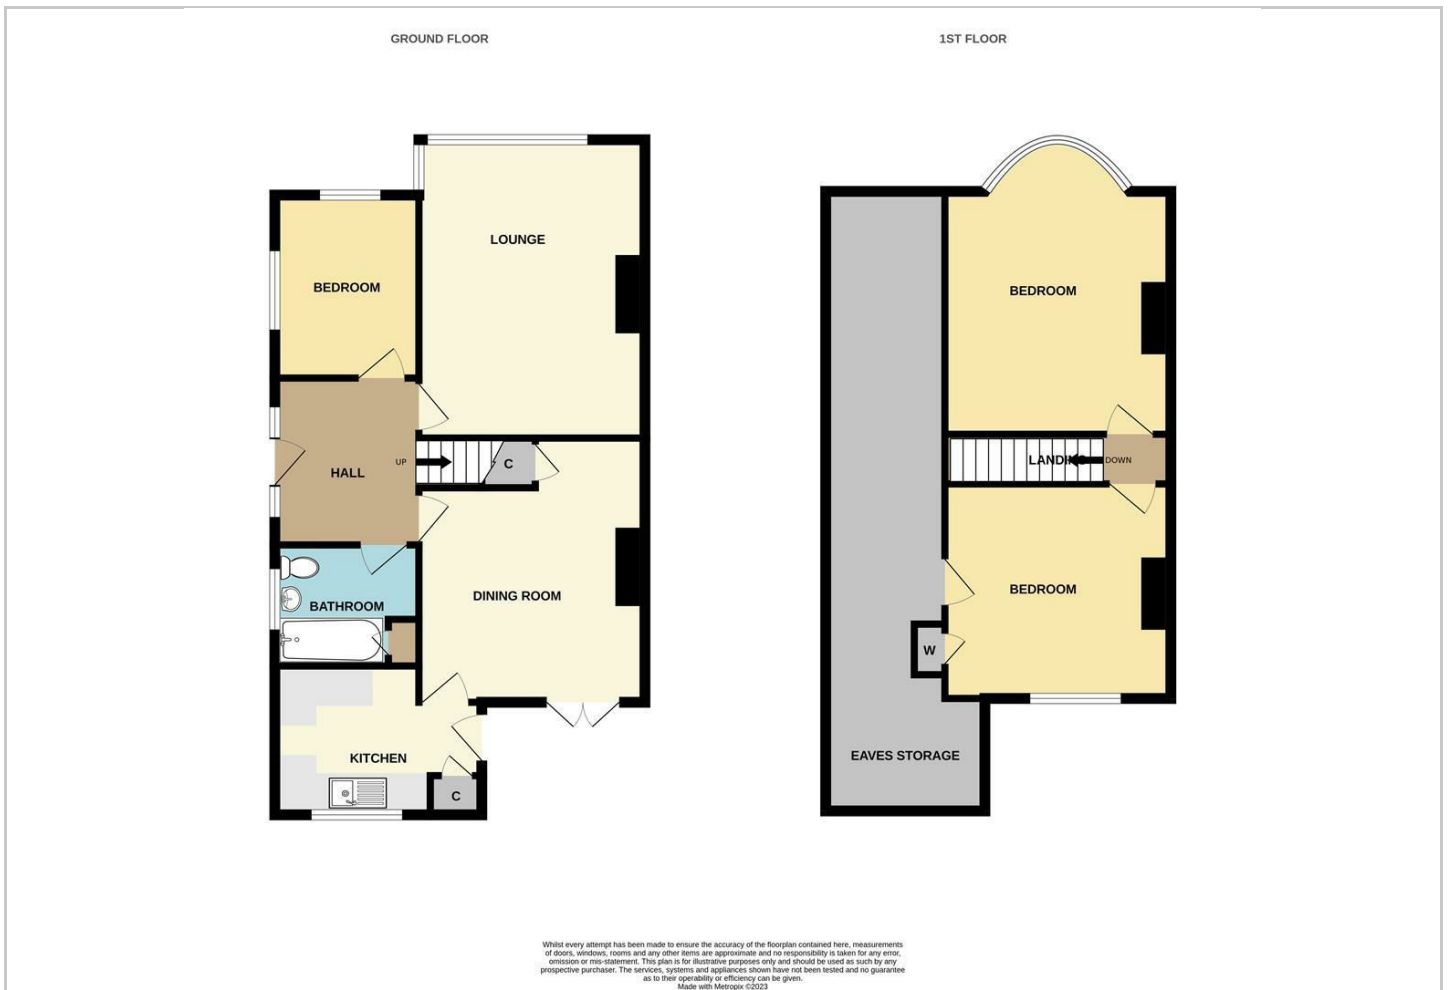 GROUND FLOOR
1ST FLOOR
LOUNGE
BEDROOM
UP
C
HALL
DINING ROOM
BATHROOM
KITCHEN
C
BEDROOM
LANDING
DOWN
BEDROOM
W
EAVES STORAGE
Whilst every attempt has been made to ensure the accuracy of the floorplan contained here, measurements
of doors, windows, rooms and any other items are approximate and no responsibility is taken for any error,
omission or mis-statement. This plan is for illustrative purposes only and should be used as such by any
prospective purchaser. The services, systems and appliances shown have not been tested and no guarantee
as to their operability or efficiency can be given.
Made with Metropix ©2023